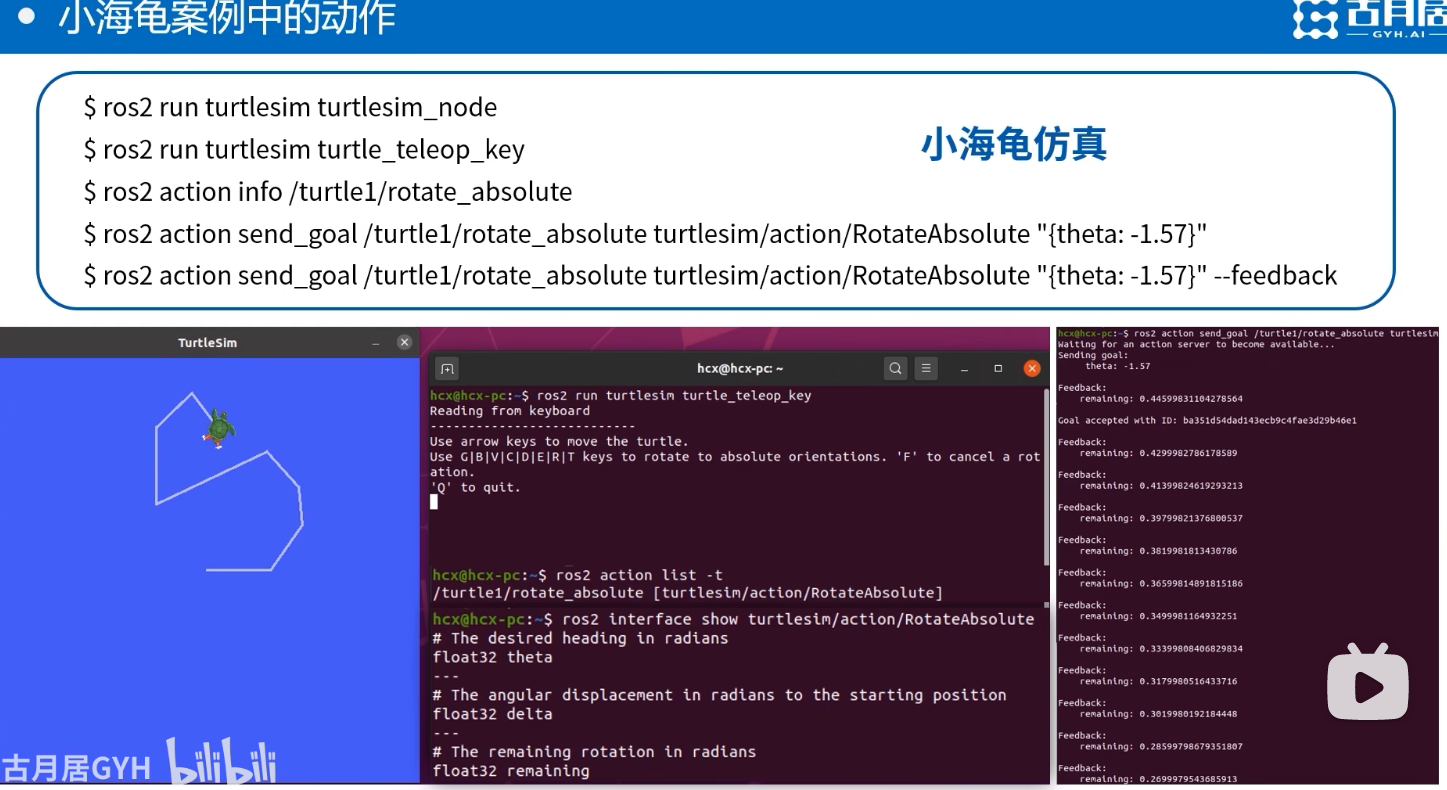 小海龟案例中的动作
古月居
GYH.AI
$ ros2 run turtlesim turtlesim_node
$ ros2 run turtlesim turtle_teleop_key
$ ros2 action info /turtle1/rotate_absolute
$ ros2 action send_goal /turtle1/rotate_absolute turtlesim/action/RotateAbsolute "{theta: -1.57}"
$ ros2 action send_goal /turtle1/rotate_absolute turtlesim/action/RotateAbsolute "{theta: -1.57}" --feedback
小海龟仿真
TurtleSim
古月居GYH bilibili
hcx@hcx-pc: ~
hcx@hcx-pc:~$ ros2 run turtlesim turtle_teleop_key
Reading from keyboard
---------------------------
Use arrow keys to move the turtle.
Use G|B|V|C|D|E|R|T keys to rotate to absolute orientations. 'F' to cancel a rot
ation.
'Q' to quit.
hcx@hcx-pc:~$ ros2 action list -t
/turtle1/rotate_absolute [turtlesim/action/RotateAbsolute]
hcx@hcx-pc:~$ ros2 interface show turtlesim/action/RotateAbsolute
# The desired heading in radians
float32 theta
---
# The angular displacement in radians to the starting position
float32 delta
---
# The remaining rotation in radians
float32 remaining
hcx@hcx-pc:~$ ros2 action send_goal /turtle1/rotate_absolute turtlesim
Waiting for an action server to become available...
Sending goal:
theta: -1.57
Feedback:
remaining: 0.44599831104278564
Goal accepted with ID: ba351d54dad143ecb9c4fae3d29b46e1
Feedback:
remaining: 0.4299982786178589
Feedback:
remaining: 0.41399824619293213
Feedback:
remaining: 0.39799821376800537
Feedback:
remaining: 0.3819981813430786
Feedback:
remaining: 0.36599814891815186
Feedback:
remaining: 0.3499981164932251
Feedback:
remaining: 0.33399808406829834
Feedback:
remaining: 0.3179980516433716
Feedback:
remaining: 0.3019980192184448
Feedback:
remaining: 0.28599798679351807
Feedback:
remaining: 0.2699979543685913